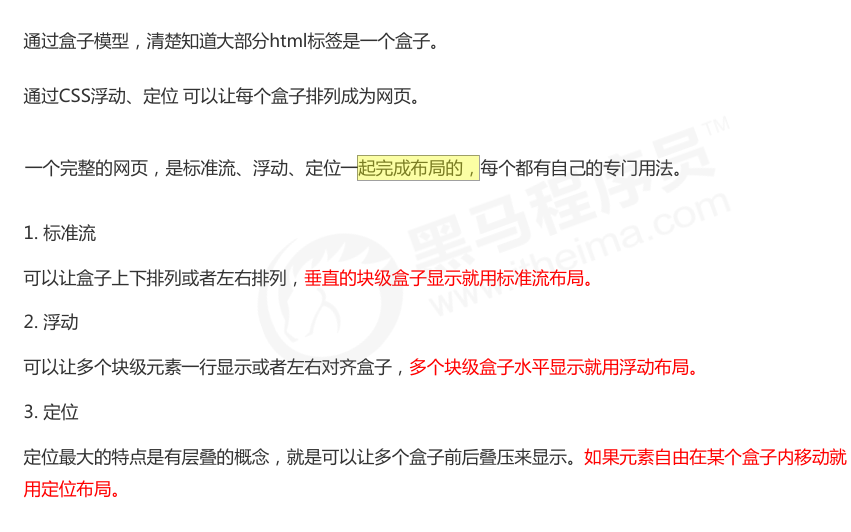 通过盒子模型，清楚知道大部分html标签是一个盒子。
通过CSS浮动、定位 可以让每个盒子排列成为网页。
一个完整的网页，是标准流、浮动、定位一起完成布局的，每个都有自己的专门用法。
1. 标准流
可以让盒子上下排列或者左右排列，垂直的块级盒子显示就用标准流布局。
2. 浮动
可以让多个块级元素一行显示或者左右对齐盒子，多个块级盒子水平显示就用浮动布局。
3. 定位
定位最大的特点是有层叠的概念，就是可以让多个盒子前后叠压来显示。如果元素自由在某个盒子内移动就
用定位布局。
黑马程序员™
www.itheima.com